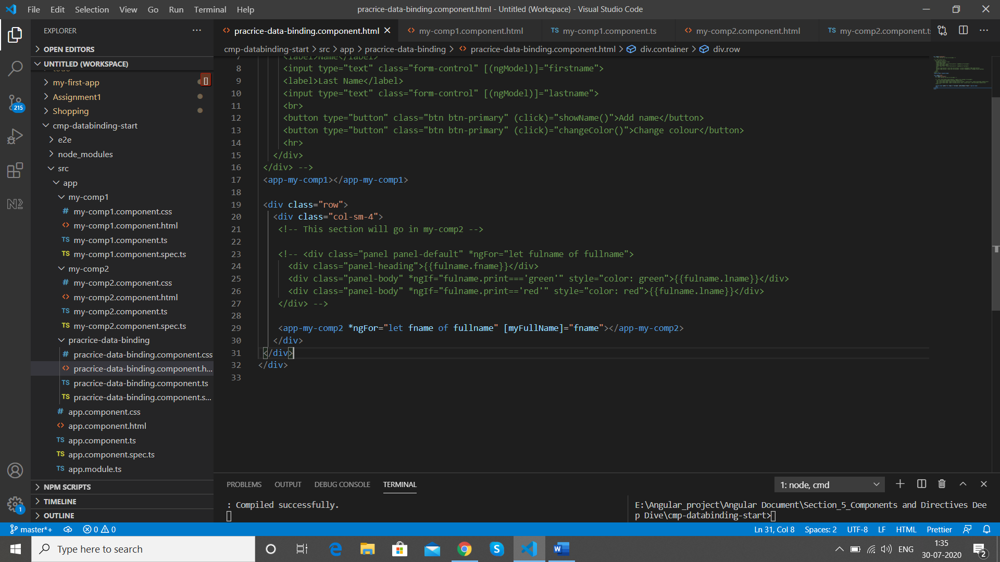 File Edit Selection View Go Run Terminal Help
pracrice-data-binding.component.html - Untitled (Workspace) - Visual Studio Code
EXPLORER
OPEN EDITORS
UNTITLED (WORKSPACE)
my-first-app
Assignment1
Shopping
cmp-databinding-start
e2e
node_modules
src
app
my-comp1
# my-comp1.component.css
<> my-comp1.component.html
TS my-comp1.component.ts
TS my-comp1.component.spec.ts
my-comp2
# my-comp2.component.css
<> my-comp2.component.html
TS my-comp2.component.ts
TS my-comp2.component.spec.ts
pracrice-data-binding
# pracrice-data-binding.component.css
<> pracrice-data-binding.component.h...
TS pracrice-data-binding.component.ts
TS pracrice-data-binding.component.s...
# app.component.css
<> app.component.html
TS app.component.ts
TS app.component.spec.ts
TS app.module.ts
NPM SCRIPTS
TIMELINE
OUTLINE
215
1
<> pracrice-data-binding.component.html
<> my-comp1.component.html
TS my-comp1.component.ts
<> my-comp2.component.html
TS my-comp2.component.ts
cmp-databinding-start > src > app > pracrice-data-binding > <> pracrice-data-binding.component.html > div.container > div.row
7 <label>Name</label>
8 <input type="text" class="form-control" [(ngModel)]="firstname">
9 <label>Last Name</label>
10 <input type="text" class="form-control" [(ngModel)]="lastname">
11 <br>
12 <button type="button" class="btn btn-primary" (click)="showName()">Add name</button>
13 <button type="button" class="btn btn-primary" (click)="changeColor()">Change colour</button>
14 <hr>
15 </div>
16 </div> -->
17 <app-my-comp1></app-my-comp1>
18
19 <div class="row">
20 <div class="col-sm-4">
21 <!-- This section will go in my-comp2 -->
22
23 <!-- <div class="panel panel-default" *ngFor="let fulname of fullname">
24 <div class="panel-heading">{{fulname.fname}}</div>
25 <div class="panel-body" *ngIf="fulname.print==='green'" style="color: green">{{fulname.lname}}</div>
26 <div class="panel-body" *ngIf="fulname.print=='red'" style="color: red">{{fulname.lname}}</div>
27 </div> -->
28
29 <app-my-comp2 *ngFor="let fname of fullname" [myFullName]="fname"></app-my-comp2>
30 </div>
31 </div>
32 </div>
33
PROBLEMS OUTPUT DEBUG CONSOLE TERMINAL
1: node, cmd
: Compiled successfully.
E:\Angular_project\Angular Document\Section_5_Components and Directives Dee
p Dive\cmp-databinding-start>
master*+ 0 0
Ln 31, Col 8 Spaces: 2 UTF-8 LF HTML Prettier
Type here to search
ENG
1:35
30-07-2020
2